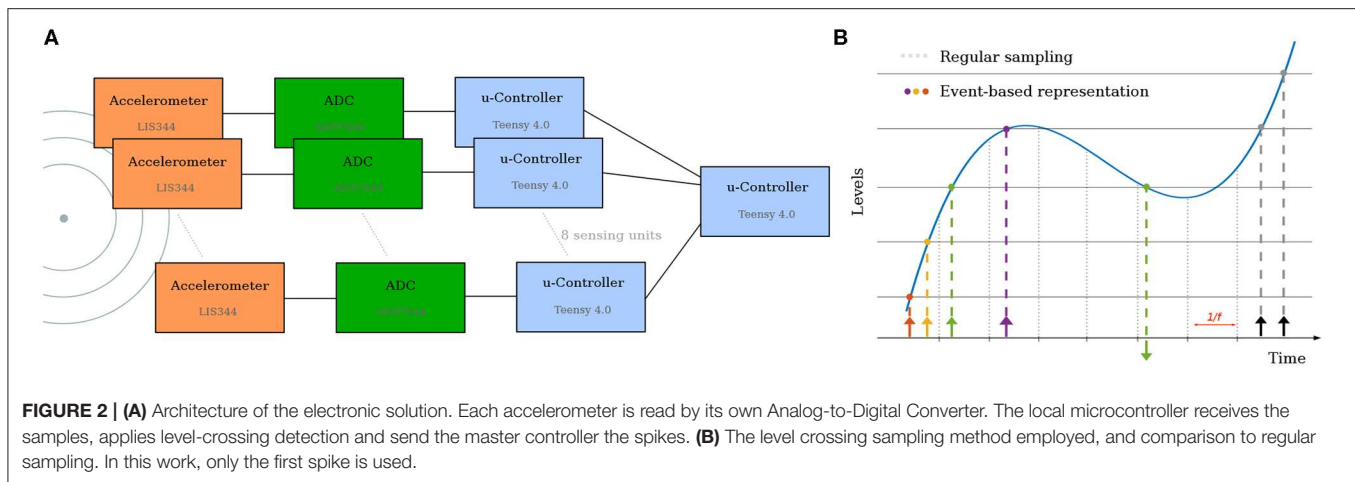 A
B
Accelerometer
LIS344
ADC
u-Controller
Teensy 4.0
Accelerometer
LIS344
ADC
u-Controller
Teensy 4.0
u-Controller
Teensy 4.0
8 sensing units
Accelerometer
LIS344
ADC
u-Controller
Teensy 4.0
Regular sampling
Event-based representation
Levels
1/f
Time
FIGURE 2 | (A) Architecture of the electronic solution. Each accelerometer is read by its own Analog-to-Digital Converter. The local microcontroller receives the
samples, applies level-crossing detection and send the master controller the spikes. (B) The level crossing sampling method employed, and comparison to regular
sampling. In this work, only the first spike is used.